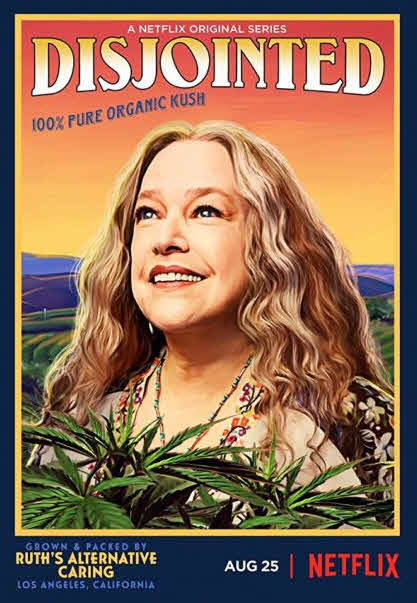 A NETFLIX ORIGINAL SERIES
DISJOINTED
100% PURE ORGANIC KUSH
GROWN & PACKED BY
RUTH'S ALTERNATIVE
CARING
LOS ANGELES, CALIFORNIA
AUG 25 | NETFLIX